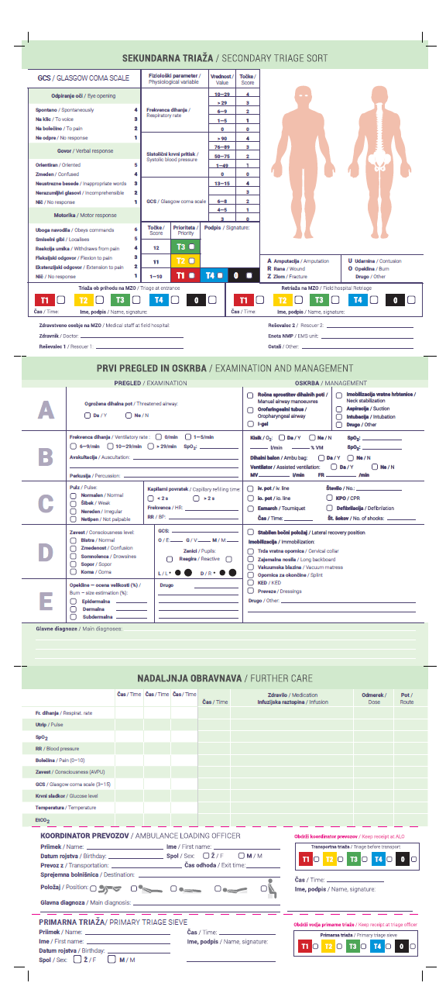 SEKUNDARNA TRIAŽA / SECONDARY TRIAGE SORT
GCS / GLASGOW COMA SCALE
Odpiranje oči / Eye opening
Spontano / Spontaneously 4
Na klic / To voice 3
Na bolečino / To pain 2
Ne odpre / No response 1
Govor / Verbal response
Orientiran / Oriented 5
Zmeden / Confused 4
Neustrezne besede / Inappropriate words 3
Nerazumljivi glasovi / Incomprehensible 2
Nič / No response 1
Motorika / Motor response
Uboga navodila / Obeys commands 6
Smiselni gibi / Localises 5
Reakcija umika / Withdraws from pain 4
Fleksijski odgovor / Flexion to pain 3
Ekstenzijski odgovor / Extension to pain 2
Nič / No response 1
Fiziološki parameter / Physiological variable
Vrednost / Value
Točke / Score
Frekvenca dihanja / Respiratory rate
10–29 4
> 29 3
6–9 2
1–5 1
0 0
Sistolični krvni pritisk / Systolic blood pressure
> 90 4
76–89 3
50–75 2
1–49 1
0 0
GCS / Glasgow coma scale
13–15 4
3
6–8 2
4–5 1
3 0
Točke / Score
Prioriteta / Priority
Podpis / Signature:
12 T3
11 T2
1–10 T1 T4 0
A Amputacija / Amputation
R Rana / Wound
Z Zlom / Fracture
U Udarnina / Contusion
O Opeklina / Burn
Drugo / Other
Triaža ob prihodu na MZO / Triage at entrance
T1 T2 T3 T4 0
Čas / Time: Ime, podpis / Name, signature:
Retriaža na MZO / Field hospital Retriage
T1 T2 T3 T4 0
Čas / Time: Ime, podpis / Name, signature:
Zdravstveno osebje na MZO / Medical staff at field hospital:
Zdravnik / Doctor:
Reševalec 1 / Rescuer 1:
Reševalec 2 / Rescuer 2:
Enota NMP / EMS unit:
Ostali / Other:
PRVI PREGLED IN OSKRBA / EXAMINATION AND MANAGEMENT
PREGLED / EXAMINATION
OSKRBA / MANAGEMENT
A
Ogrožena dihalna pot / Threatened airway:
Da / Y Ne / N
Ročna sprostitev dihalnih poti / Manual airway manoeuvres
Orofaringealni tubus / Oropharyngeal airway
I-gel
Imobilizacija vratne hrbtenice / Neck stabilization
Aspiracija / Suction
Intubacija / Intubation
Drugo / Other
B
Frekvenca dihanja / Ventilatory rate : 0/min 1–5/min
6–9/min 10–29/min > 29/min SpO2:
Avskultacija / Auscultation:
Perkusija / Percussion:
Kisik / O2: Da / Y Ne / N SpO2:
l/min % VM SpO2:
Dihalni balon / Ambu bag: Da / Y Ne / N
Ventilator / Assisted ventilation: Da / Y Ne / N
MV l/min FR /min
C
Pulz / Pulse:
Normalen / Normal
Šibek / Weak
Nereden / Irregular
Netipen / Not palpable
Kapilarni povratek / Capillary refilling time:
< 2 s > 2 s
Frekvenca / HR:
RR / BP:
iv. pot / iv. line
io. pot / io. line
Esmarch / Tourniquet
Čas / Time:
Število / No.:
KPO / CPR
Defibrilacija / Defibrilation
Št. šokov / No. of shocks:
D
Zavest / Consciousness level:
Bistra / Normal
Zmedenost / Confusion
Somnolenca / Drowsines
Sopor / Sopor
Koma / Coma
GCS:
O / E G / V M / M
Zenici / Pupils:
Reagira / Reactive
L / L D / R
Stabilen bočni položaj / Lateral recovery position
Imobilizacija / Immobilization:
Trda vratna opornica / Cervical collar
Zajemalna nosila / Long backboard
Vakuumska blazina / Vacuum matress
Opornica za okončino / Splint
KED / KED
Preveze / Dressings
E
Opekline – ocena velikosti (%) / Burn – size estimation (%):
Epidermalna
Dermalna
Subdermalna
Drugo
Drugo / Other:
Glavne diagnoze / Main diagnoses:
NADALJNJA OBRAVNAVA / FURTHER CARE
Čas / Time Čas / Time Čas / Time
Čas / Time
Zdravilo / Medication
Infuzijska raztopina / Infusion
Odmerek / Dose
Pot / Route
Fr. dihanja / Respirat. rate
Utrip / Pulse
SpO2
RR / Blood pressure
Bolečina / Pain (0–10)
Zavest / Consciousness (AVPU)
GCS / Glasgow coma scale (3–15)
Krvni sladkor / Glucose level
Temperatura / Temperature
EtCO2
KOORDINATOR PREVOZOV / AMBULANCE LOADING OFFICER
Priimek / Name: Ime / First name:
Datum rojstva / Birthday: Spol / Sex: Ž / F M / M
Prevoz z / Transportation: Čas odhoda / Exit time:
Sprejemna bolnišnica / Destination:
Položaj / Position:
Glavna diagnoza / Main diagnosis:
Obdrži koordinator prevozov / Keep receipt at ALO
Transportna triaža / Triage before transport
T1 T2 T3 T4 0
Čas / Time:
Ime, podpis / Name, signature:
PRIMARNA TRIAŽA/ PRIMARY TRIAGE SIEVE
Priimek / Name:
Ime / First name:
Datum rojstva / Birthday:
Spol / Sex: Ž / F M / M
Čas / Time:
Ime, podpis / Name, signature:
Obdrži vodja primarne triaže / Keep receipt at triage officer
Primarna triaža / Primary triage sieve
T1 T2 T3 T4 0